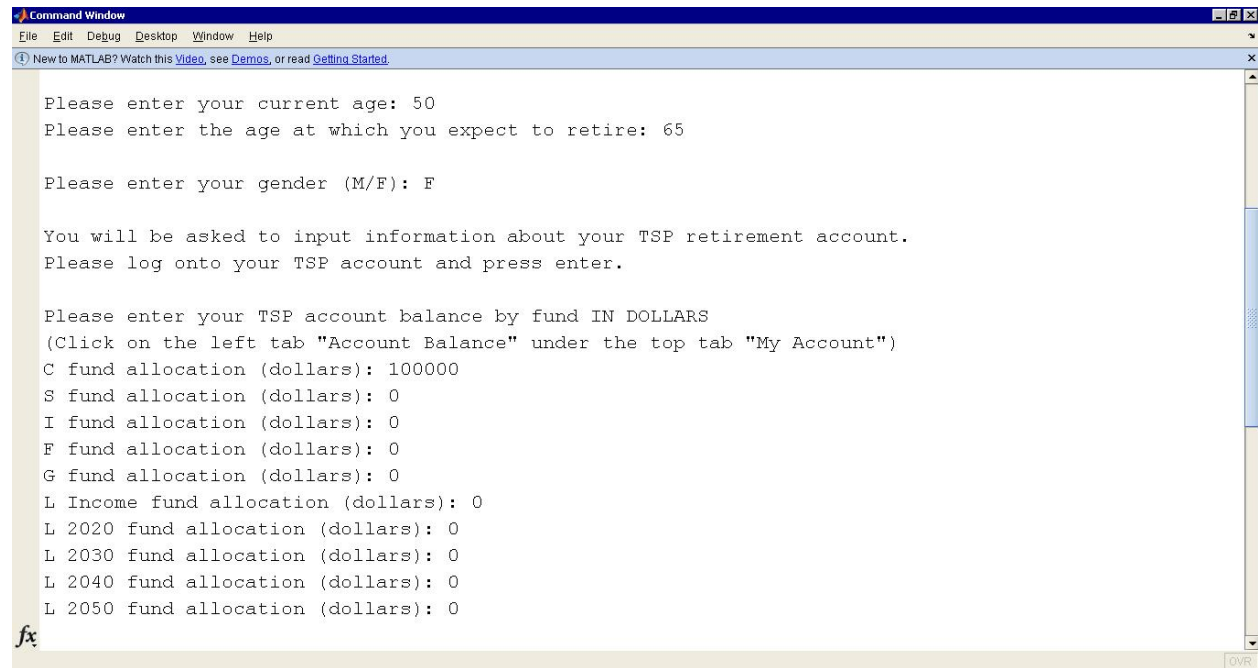 Command Window
File Edit Debug Desktop Window Help
New to MATLAB? Watch this Video, see Demos, or read Getting Started.
Please enter your current age: 50
Please enter the age at which you expect to retire: 65
Please enter your gender (M/F): F
You will be asked to input information about your TSP retirement account.
Please log onto your TSP account and press enter.
Please enter your TSP account balance by fund IN DOLLARS
(Click on the left tab "Account Balance" under the top tab "My Account")
C fund allocation (dollars): 100000
S fund allocation (dollars): 0
I fund allocation (dollars): 0
F fund allocation (dollars): 0
G fund allocation (dollars): 0
L Income fund allocation (dollars): 0
L 2020 fund allocation (dollars): 0
L 2030 fund allocation (dollars): 0
L 2040 fund allocation (dollars): 0
L 2050 fund allocation (dollars): 0
fx
OVR